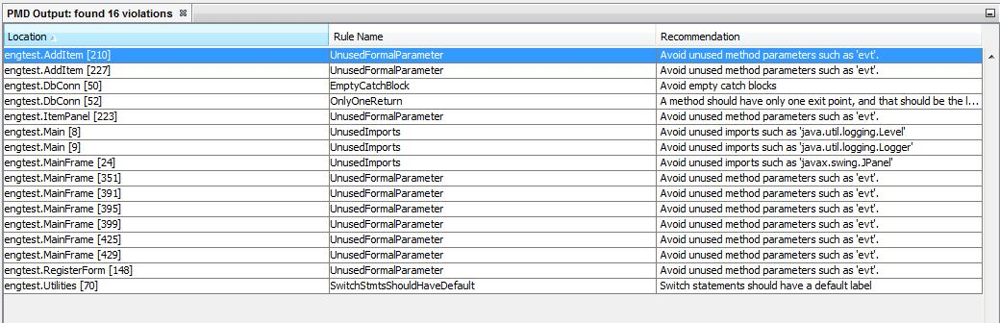 PMD Output: found 16 violations
Location Rule Name Recommendation
engtest.AddItem [210] UnusedFormalParameter Avoid unused method parameters such as 'evt'.
engtest.AddItem [227] UnusedFormalParameter Avoid unused method parameters such as 'evt'.
engtest.DbConn [50] EmptyCatchBlock Avoid empty catch blocks
engtest.DbConn [52] OnlyOneReturn A method should have only one exit point, and that should be the l...
engtest.ItemPanel [223] UnusedFormalParameter Avoid unused method parameters such as 'evt'.
engtest.Main [8] UnusedImports Avoid unused imports such as 'java.util.logging.Level'
engtest.Main [9] UnusedImports Avoid unused imports such as 'java.util.logging.Logger'
engtest.MainFrame [24] UnusedImports Avoid unused imports such as 'javax.swing.JPanel'
engtest.MainFrame [351] UnusedFormalParameter Avoid unused method parameters such as 'evt'.
engtest.MainFrame [391] UnusedFormalParameter Avoid unused method parameters such as 'evt'.
engtest.MainFrame [395] UnusedFormalParameter Avoid unused method parameters such as 'evt'.
engtest.MainFrame [399] UnusedFormalParameter Avoid unused method parameters such as 'evt'.
engtest.MainFrame [425] UnusedFormalParameter Avoid unused method parameters such as 'evt'.
engtest.MainFrame [429] UnusedFormalParameter Avoid unused method parameters such as 'evt'.
engtest.RegisterForm [148] UnusedFormalParameter Avoid unused method parameters such as 'evt'.
engtest.Utilities [70] SwitchStmtsShouldHaveDefault Switch statements should have a default label